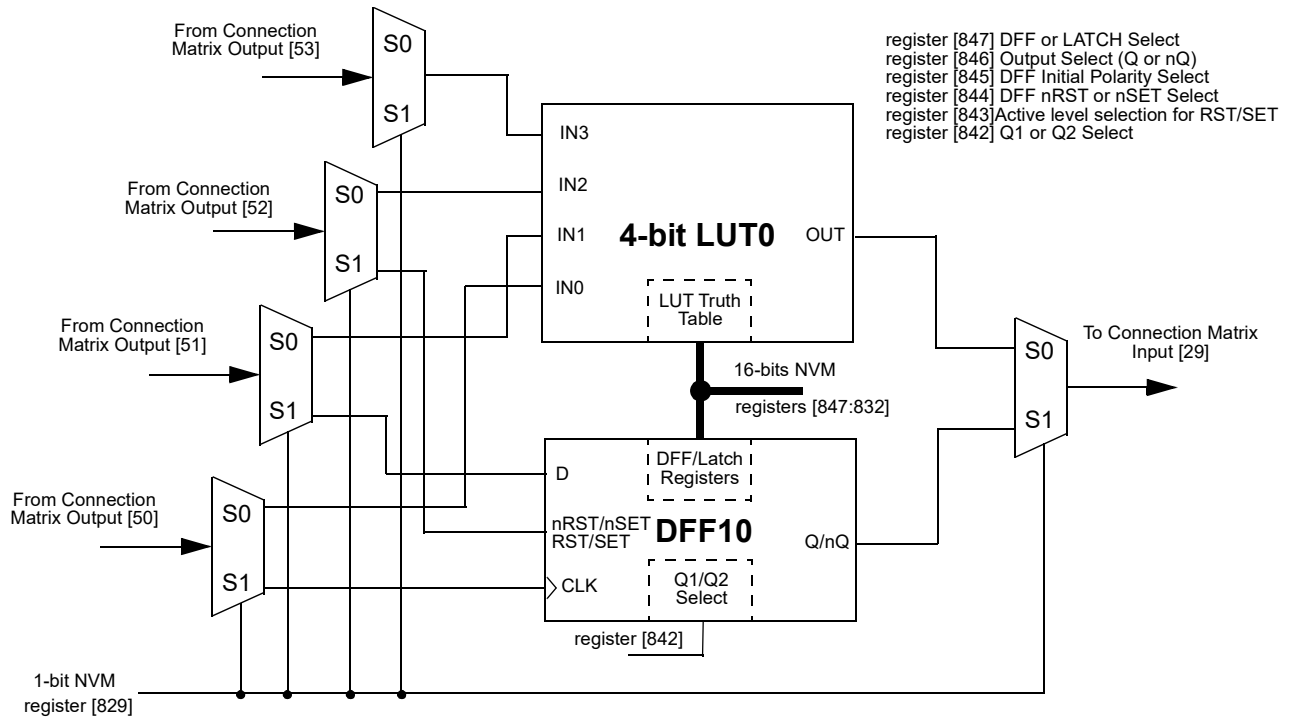 From Connection
Matrix Output [53]
S0
S1
register [847] DFF or LATCH Select
register [846] Output Select (Q or nQ)
register [845] DFF Initial Polarity Select
register [844] DFF nRST or nSET Select
register [843]Active level selection for RST/SET
register [842] Q1 or Q2 Select
From Connection
Matrix Output [52]
S0
S1
IN3
IN2
IN1
IN0
4-bit LUT0
OUT
LUT Truth
Table
From Connection
Matrix Output [51]
S0
S1
16-bits NVM
registers [847:832]
S0
S1
To Connection Matrix
Input [29]
From Connection
Matrix Output [50]
S0
S1
D
nRST/nSET
RST/SET
CLK
DFF/Latch
Registers
DFF10
Q/nQ
Q1/Q2
Select
register [842]
1-bit NVM
register [829]